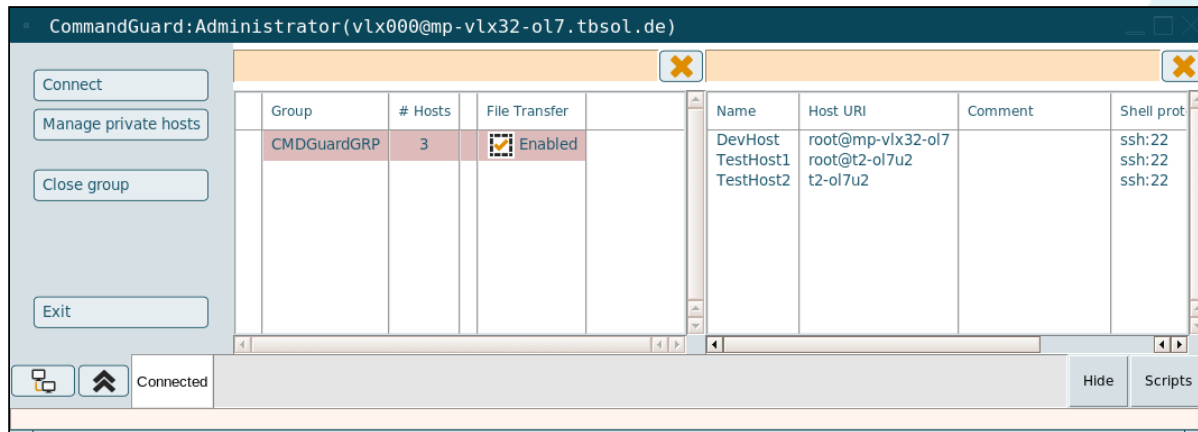 CommandGuard:Administrator(vlx000@mp-vlx32-ol7.tbsol.de)
Connect
Manage private hosts
Close group
Exit
Group # Hosts File Transfer
CMDGuardGRP 3 Enabled
Name Host URI Comment Shell prot
DevHost root@mp-vlx32-ol7 ssh:22
TestHost1 root@t2-ol7u2 ssh:22
TestHost2 t2-ol7u2 ssh:22
Connected Hide Scripts